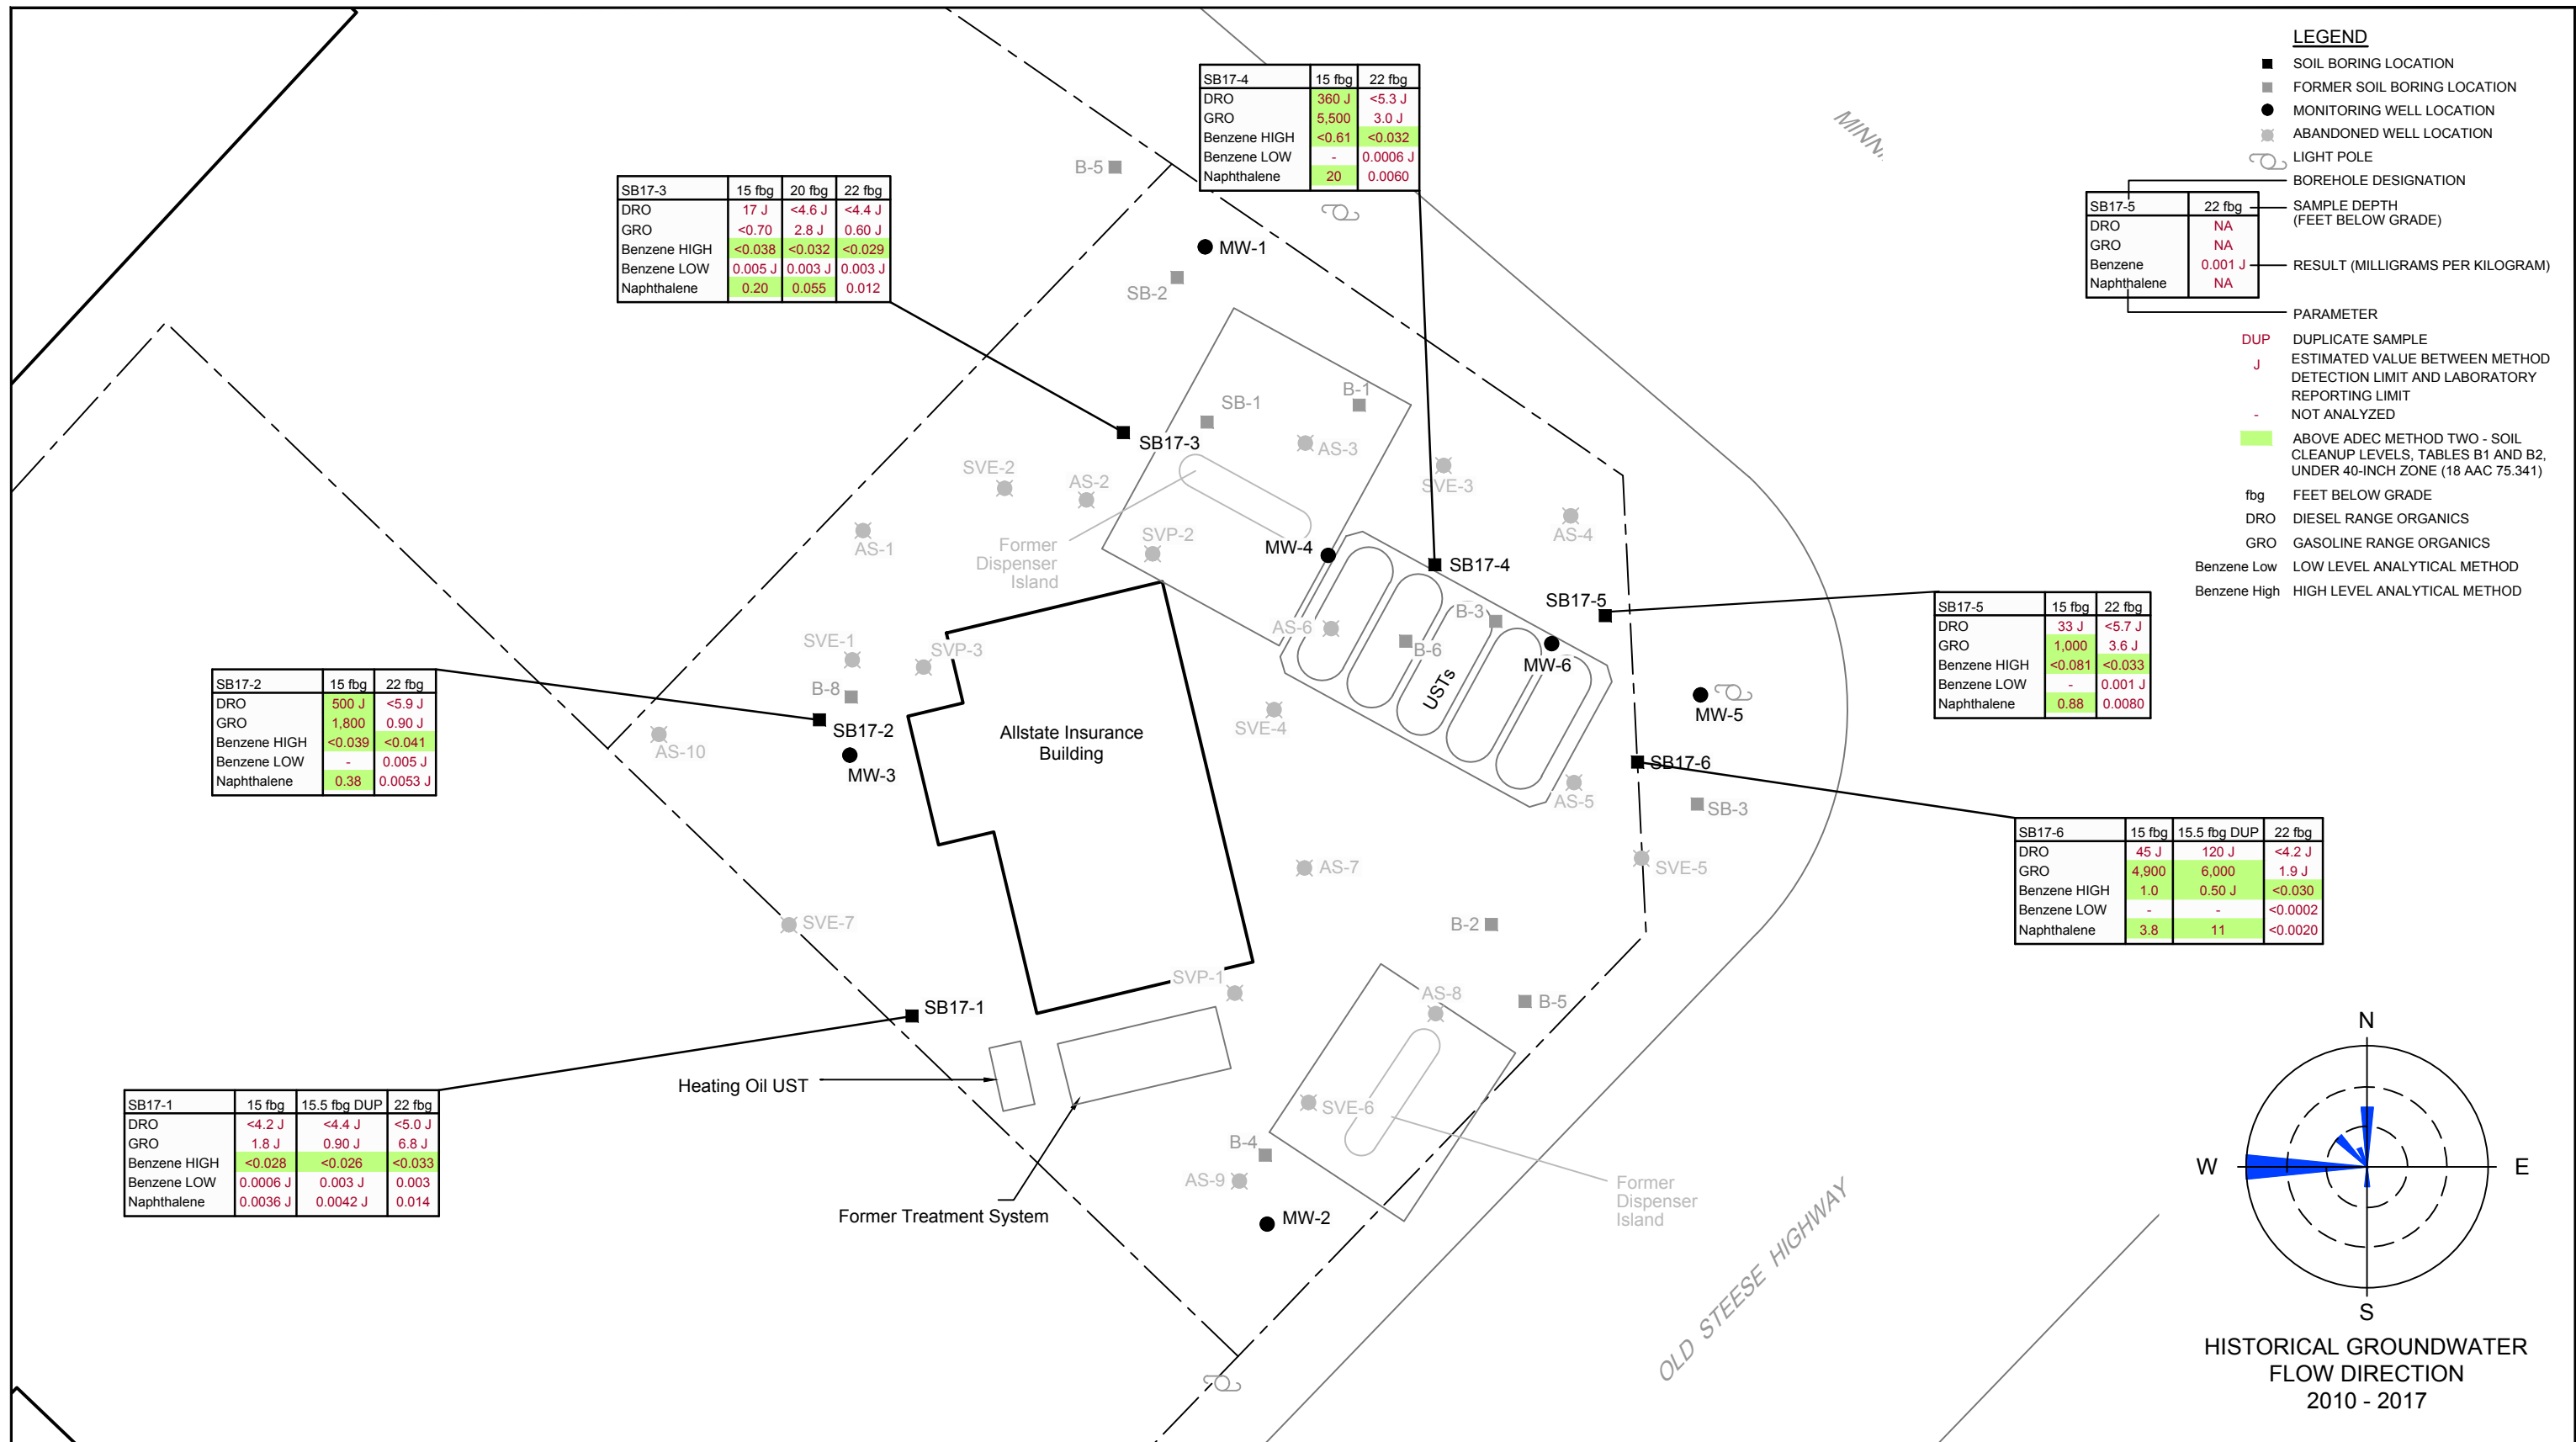 SB17-4 15 fbg 22 fbg
DRO 360 J <5.3 J
GRO 5,500 3.0 J
Benzene HIGH <0.61 <0.032
Benzene LOW - 0.0006 J
Naphthalene 20 0.0060
SB17-3 15 fbg 20 fbg 22 fbg
DRO 17 J <4.6 J <4.4 J
GRO <0.70 2.8 J 0.60 J
Benzene HIGH <0.038 <0.032 <0.029
Benzene LOW 0.005 J 0.003 J 0.003 J
Naphthalene 0.20 0.055 0.012
LEGEND
SOIL BORING LOCATION
FORMER SOIL BORING LOCATION
MONITORING WELL LOCATION
ABANDONED WELL LOCATION
LIGHT POLE
BOREHOLE DESIGNATION
SAMPLE DEPTH
(FEET BELOW GRADE)
SB17-5 22 fbg
DRO NA
GRO NA
Benzene 0.001 J
Naphthalene NA
RESULT (MILLIGRAMS PER KILOGRAM)
PARAMETER
DUP DUPLICATE SAMPLE
J ESTIMATED VALUE BETWEEN METHOD
DETECTION LIMIT AND LABORATORY
REPORTING LIMIT
- NOT ANALYZED
ABOVE ADEC METHOD TWO - SOIL
CLEANUP LEVELS, TABLES B1 AND B2,
UNDER 40-INCH ZONE (18 AAC 75.341)
fbg FEET BELOW GRADE
DRO DIESEL RANGE ORGANICS
GRO GASOLINE RANGE ORGANICS
Benzene Low LOW LEVEL ANALYTICAL METHOD
Benzene High HIGH LEVEL ANALYTICAL METHOD
MINN
B-5
MW-1
SB-2
B-1
SB-1
SB17-3
AS-3
SVE-2
AS-2
SVE-3
AS-1
Former
Dispenser
Island
SVP-2
MW-4
AS-4
SB17-4
SB17-5
B-3
AS-6
B-6
MW-6
USTs
SVE-1
SVP-3
B-8
SB17-2
MW-3
AS-10
Allstate Insurance
Building
SVE-4
MW-5
SB17-6
AS-5
SB-3
AS-7
SVE-5
SVE-7
B-2
SVP-1
AS-8
B-5
SB17-1
SB17-5 15 fbg 22 fbg
DRO 33 J <5.7 J
GRO 1,000 3.6 J
Benzene HIGH <0.081 <0.033
Benzene LOW - 0.001 J
Naphthalene 0.88 0.0080
SB17-2 15 fbg 22 fbg
DRO 500 J <5.9 J
GRO 1,800 0.90 J
Benzene HIGH <0.039 <0.041
Benzene LOW - 0.005 J
Naphthalene 0.38 0.0053 J
SB17-6 15 fbg 15.5 fbg DUP 22 fbg
DRO 45 J 120 J <4.2 J
GRO 4,900 6,000 1.9 J
Benzene HIGH 1.0 0.50 J <0.030
Benzene LOW - - <0.0002
Naphthalene 3.8 11 <0.0020
SB17-1 15 fbg 15.5 fbg DUP 22 fbg
DRO <4.2 J <4.4 J <5.0 J
GRO 1.8 J 0.90 J 6.8 J
Benzene HIGH <0.028 <0.026 <0.033
Benzene LOW 0.0006 J 0.003 J 0.003
Naphthalene 0.0036 J 0.0042 J 0.014
Heating Oil UST
Former Treatment System
SVE-6
B-4
AS-9
MW-2
Former
Dispenser
Island
OLD STEESE HIGHWAY
N
W
E
S
HISTORICAL GROUNDWATER
FLOW DIRECTION
2010 - 2017